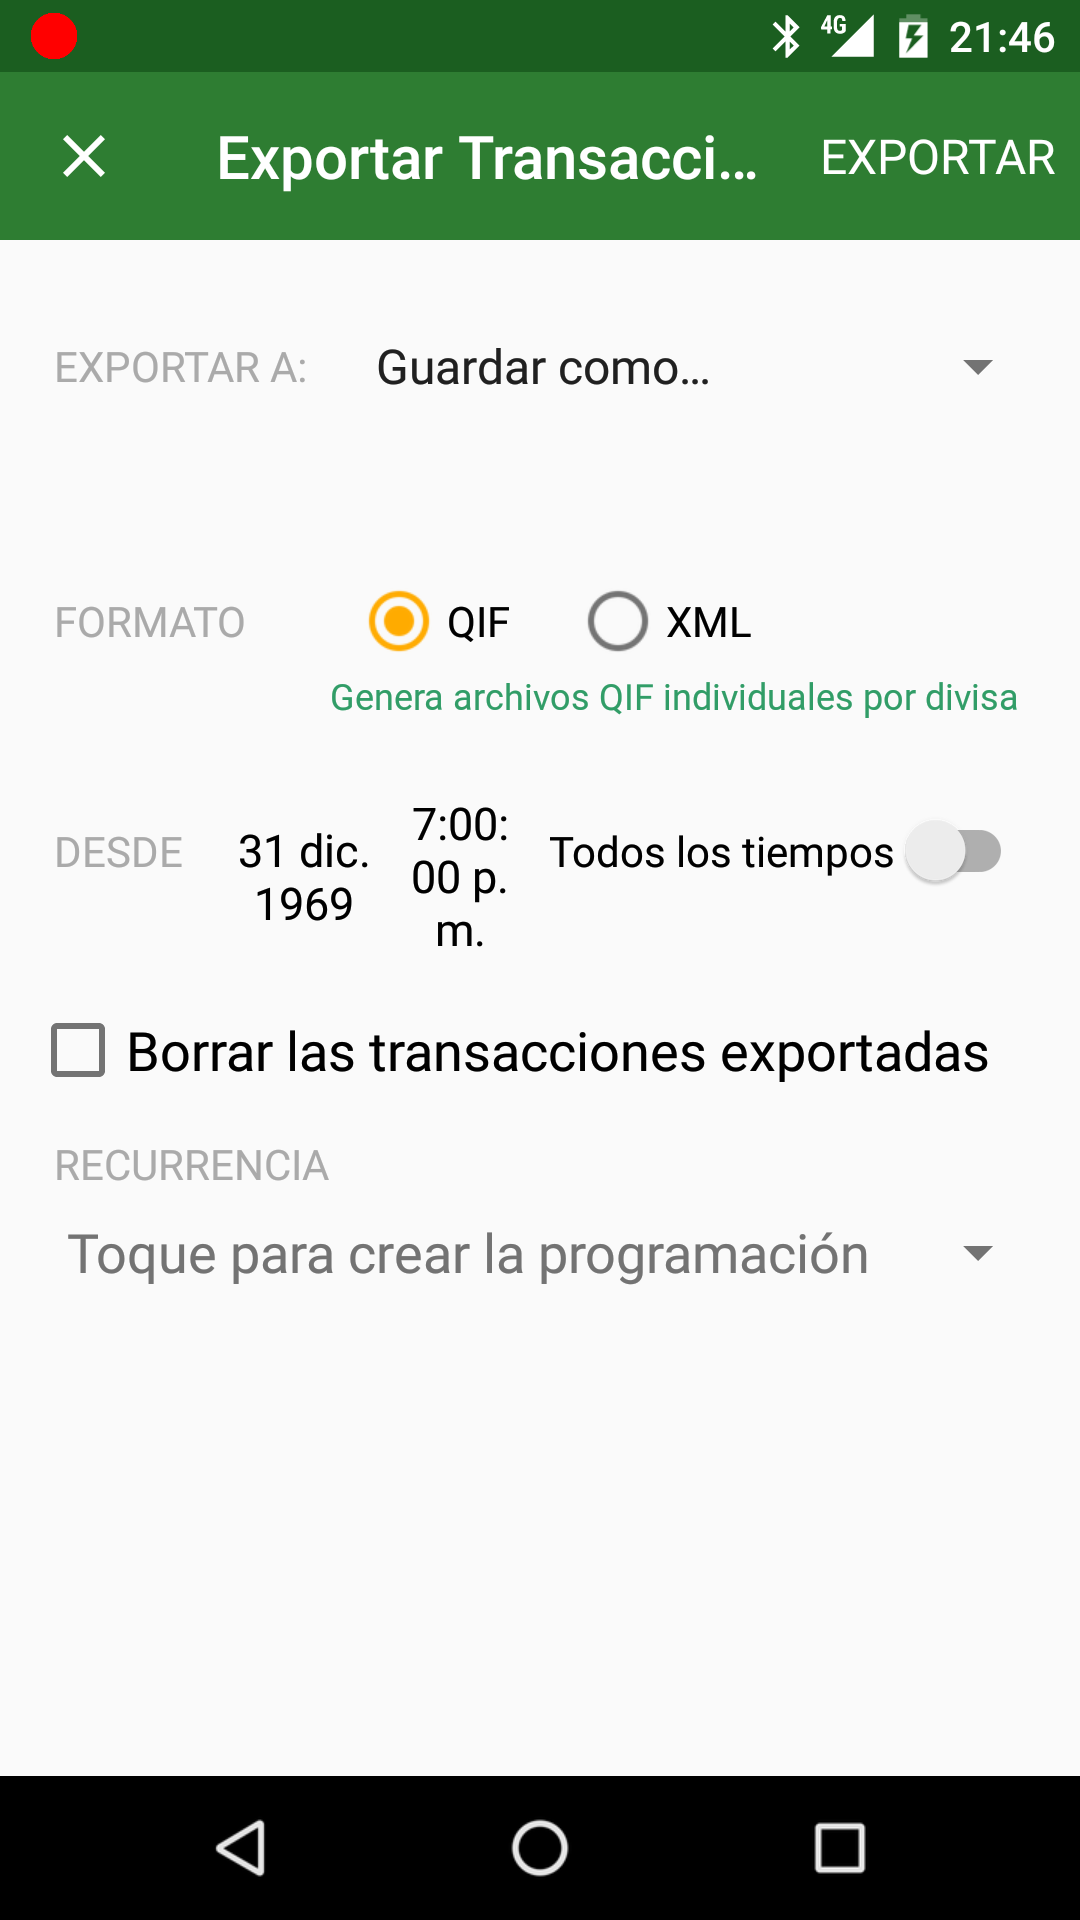 4G 21:46
Exportar Transacci... EXPORTAR
EXPORTAR A: Guardar como...
FORMATO QIF XML
Genera archivos QIF individuales por divisa
DESDE
31 dic.
1969
7:00:
00 p.
m.
Todos los tiempos
Borrar las transacciones exportadas
RECURRENCIA
Toque para crear la programación